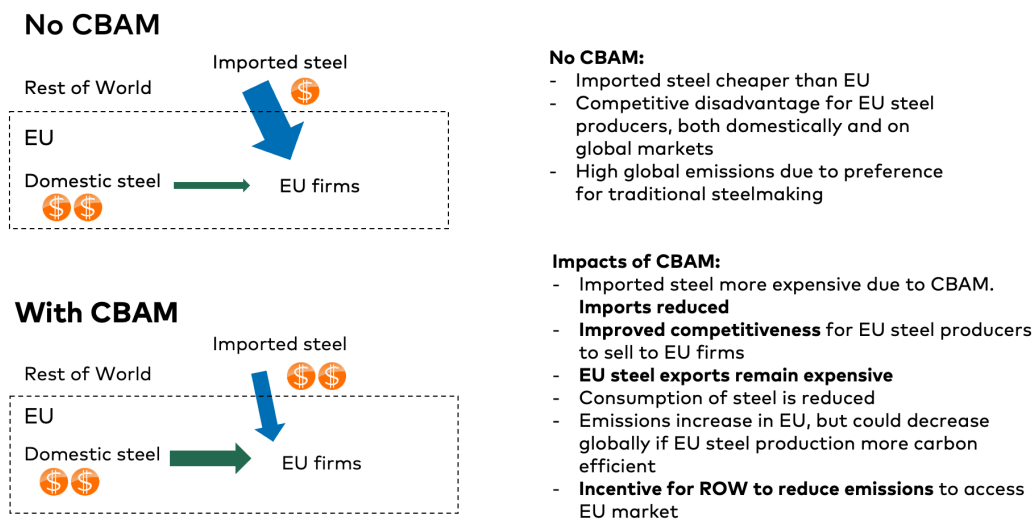 No CBAM
Imported steel
$
Rest of World
EU
Domestic steel
EU firms
$ $
No CBAM:
- Imported steel cheaper than EU
- Competitive disadvantage for EU steel
producers, both domestically and on
global markets
- High global emissions due to preference
for traditional steelmaking
With CBAM
Imported steel
$ $
Rest of World
EU
Domestic steel
EU firms
$ $
Impacts of CBAM:
- Imported steel more expensive due to CBAM.
Imports reduced
- Improved competitiveness for EU steel producers
to sell to EU firms
- EU steel exports remain expensive
- Consumption of steel is reduced
- Emissions increase in EU, but could decrease
globally if EU steel production more carbon
efficient
- Incentive for ROW to reduce emissions to access
EU market